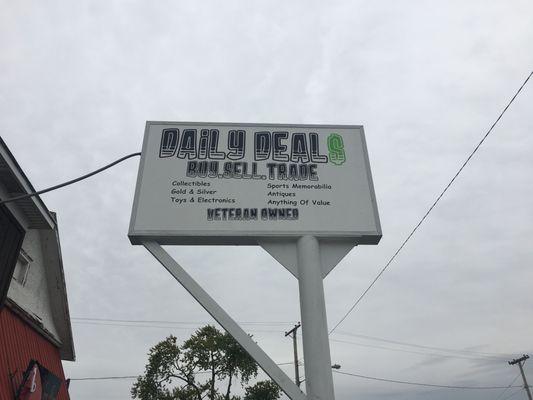 DAiLY DEAL$
BUY.SELL.TRADE
Collectibles
Gold & Silver
Toys & Electronics
Sports Memorabilia
Antiques
Anything Of Value
VETERAN OWNED